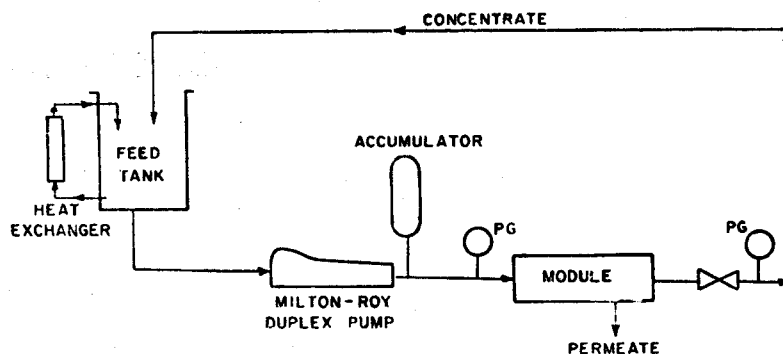 CONCENTRATE
FEED
TANK
HEAT
EXCHANGER
ACCUMULATOR
PG
PG
MODULE
MILTON-ROY
DUPLEX PUMP
PERMEATE